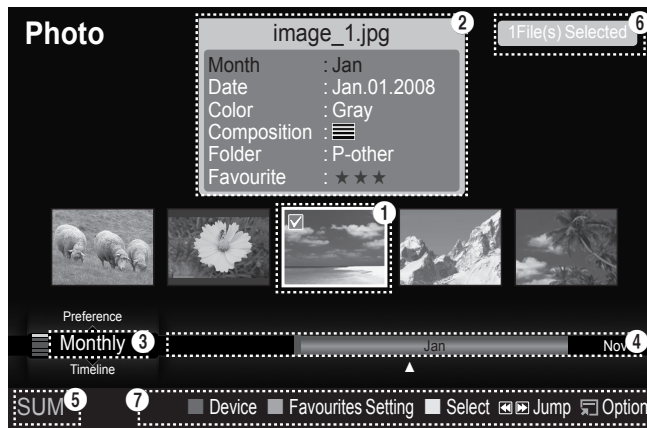 Photo
image_1.jpg
2
1File(s) Selected
6
Month : Jan
Date : Jan.01.2008
Color : Gray
Composition :
Folder : P-other
Favourite : ★ ★ ★
1
Preference
Monthly 3
Jan
Nov 4
Timeline
SUM 5
7
Device Favourites Setting Select Jump Option